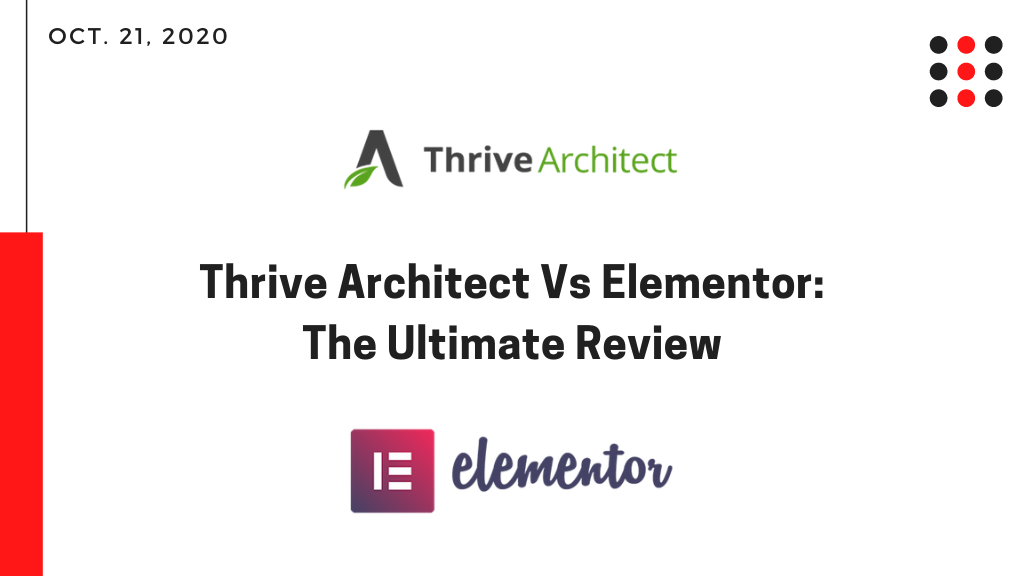 OCT. 21, 2020
Thrive Architect
Thrive Architect Vs Elementor:
The Ultimate Review
elementor